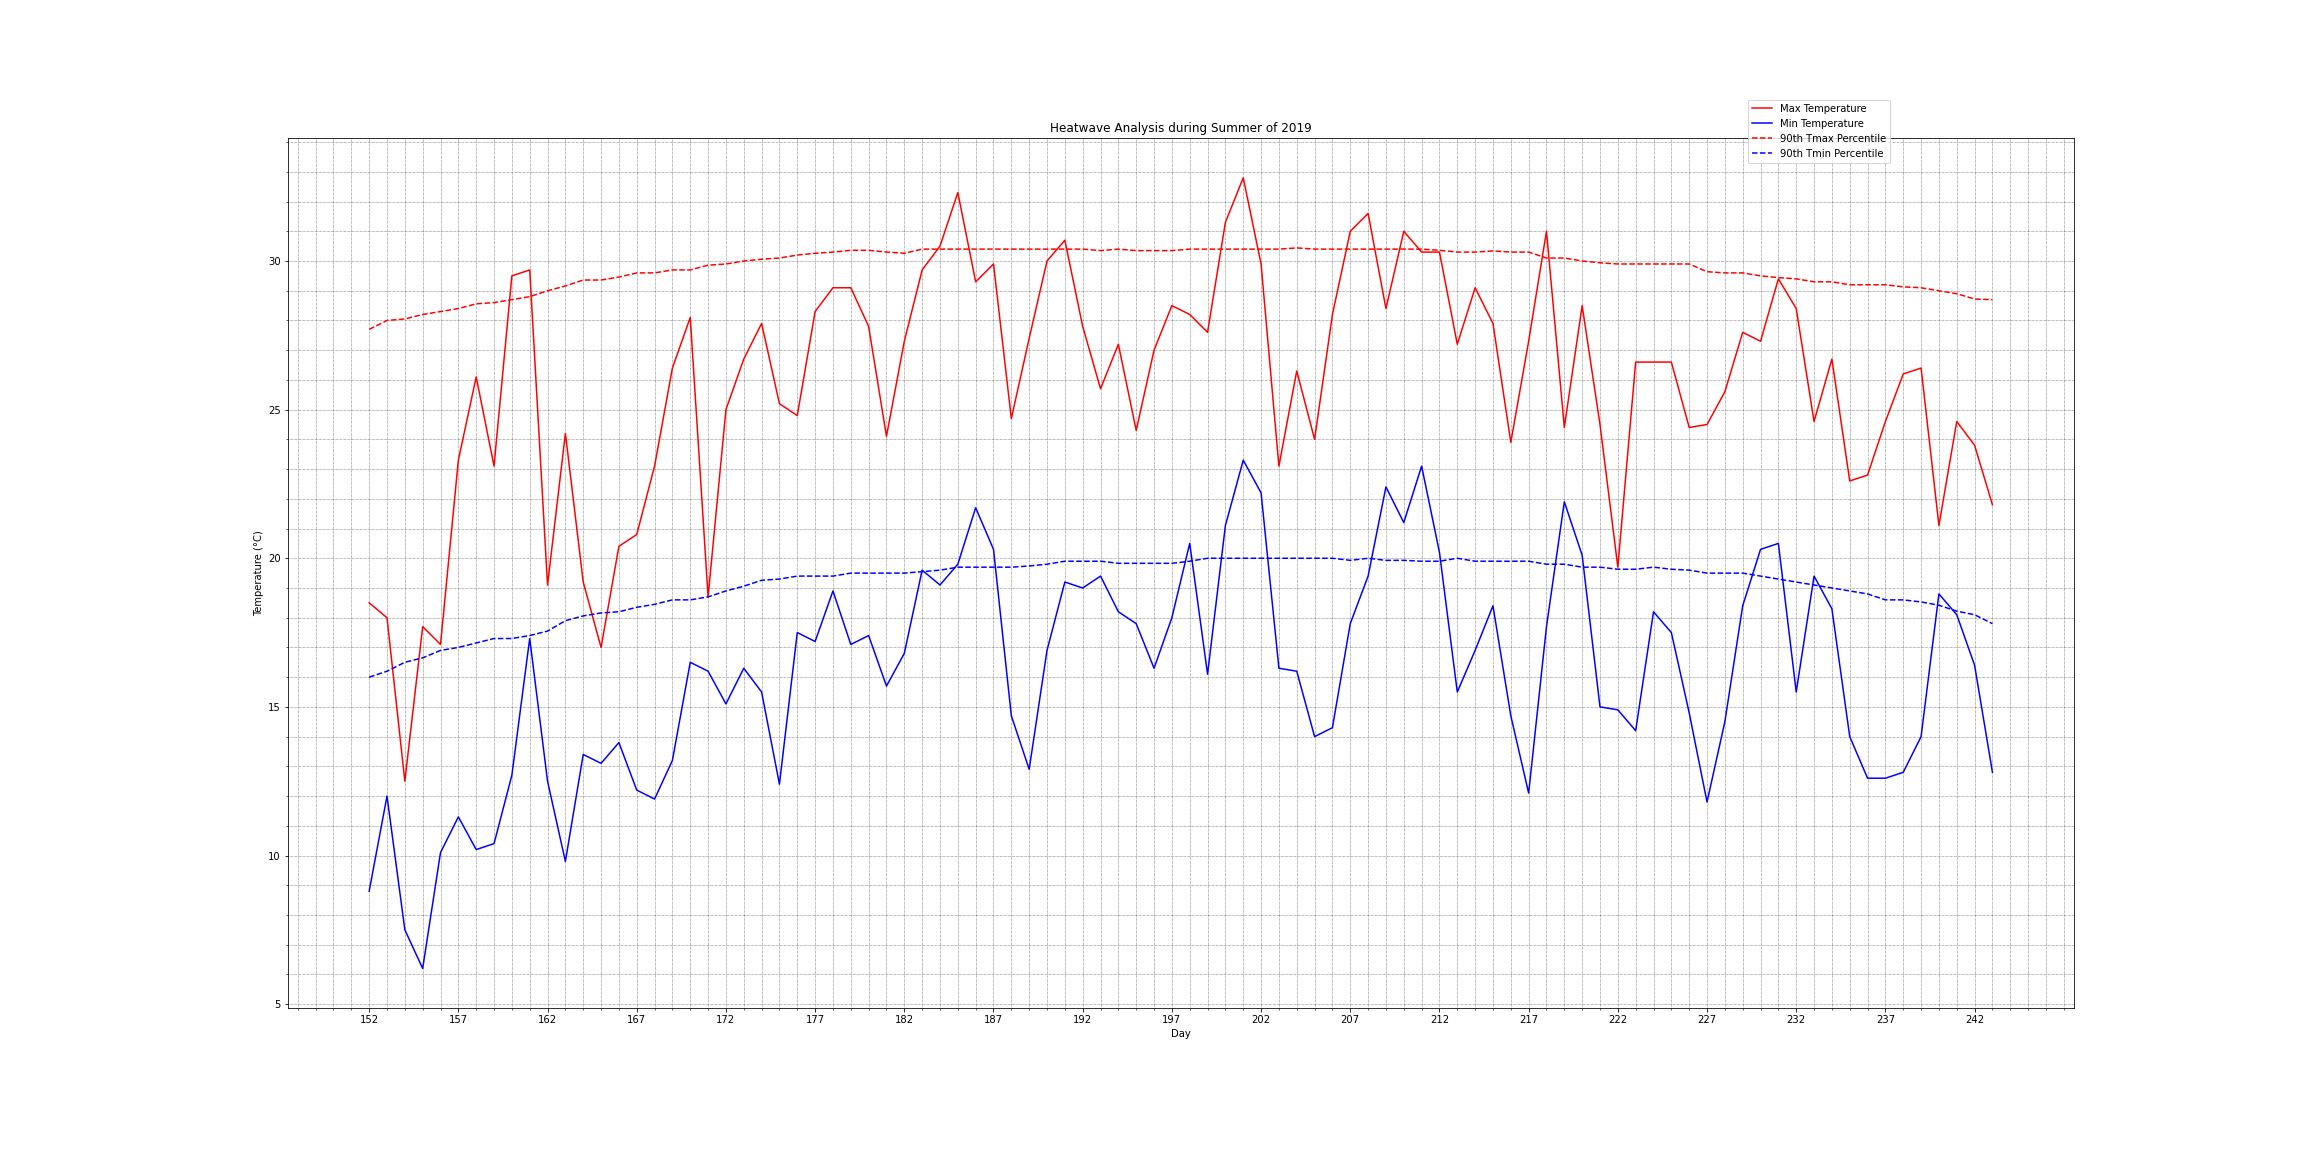 Max Temperature
Min Temperature
90th Tmax Percentile
90th Tmin Percentile
Heatwave Analysis during Summer of 2019
Temperature (°C)
30
25
20
15
10
5
152 157 162 167 172 177 182 187 192 197 202 207 212 217 222 227 232 237 242
Day